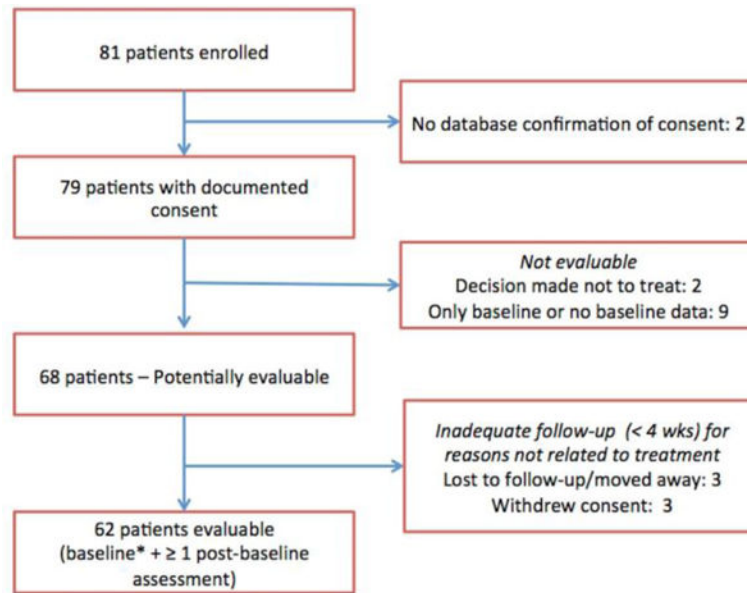 81 patients enrolled
No database confirmation of consent: 2
79 patients with documented
consent
Not evaluable
Decision made not to treat: 2
Only baseline or no baseline data: 9
68 patients – Potentially evaluable
Inadequate follow-up (< 4 wks) for
reasons not related to treatment
Lost to follow-up/moved away: 3
Withdrew consent: 3
62 patients evaluable
(baseline* + ≥ 1 post-baseline
assessment)